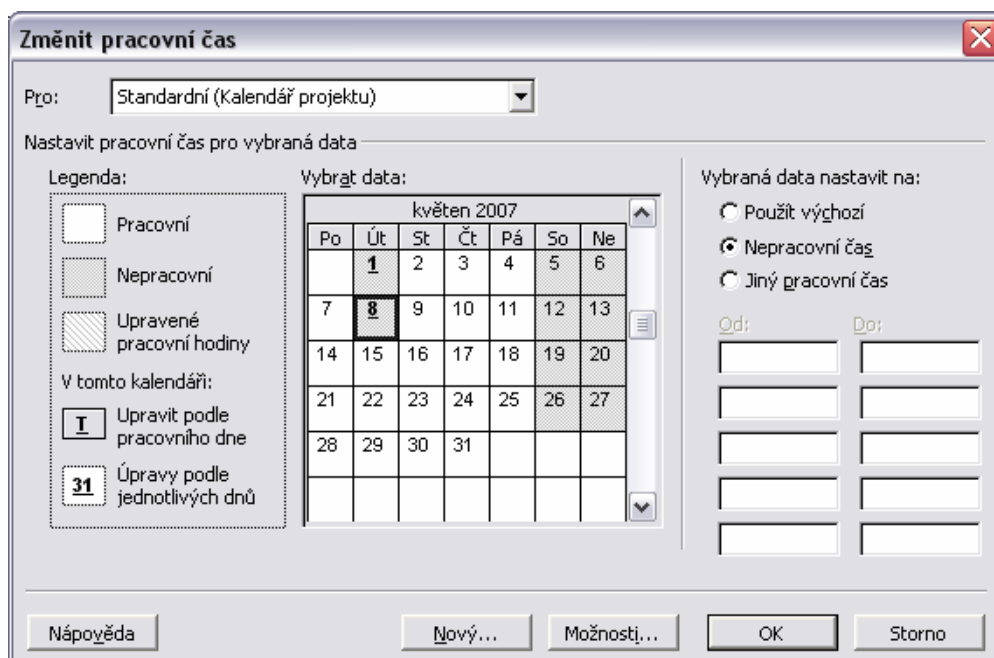 Změnit pracovní čas
Pro: Standardní (Kalendář projektu)
Nastavit pracovní čas pro vybraná data
Legenda:
Pracovní
Nepracovní
Upravené
pracovní hodiny
V tomto kalendáři:
T Upravit podle
pracovního dne
31 Úpravy podle
jednotlivých dnů
Vybrat data:
květen 2007
Po Út St Čt Pá So Ne
1 2 3 4 5 6
7 8 9 10 11 12 13
14 15 16 17 18 19 20
21 22 23 24 25 26 27
28 29 30 31
Vybraná data nastavit na:
Použít výchozí
Nepracovní čas
Jiný pracovní čas
Od: Do:
Nápověda Nový... Možnosti... OK Storno